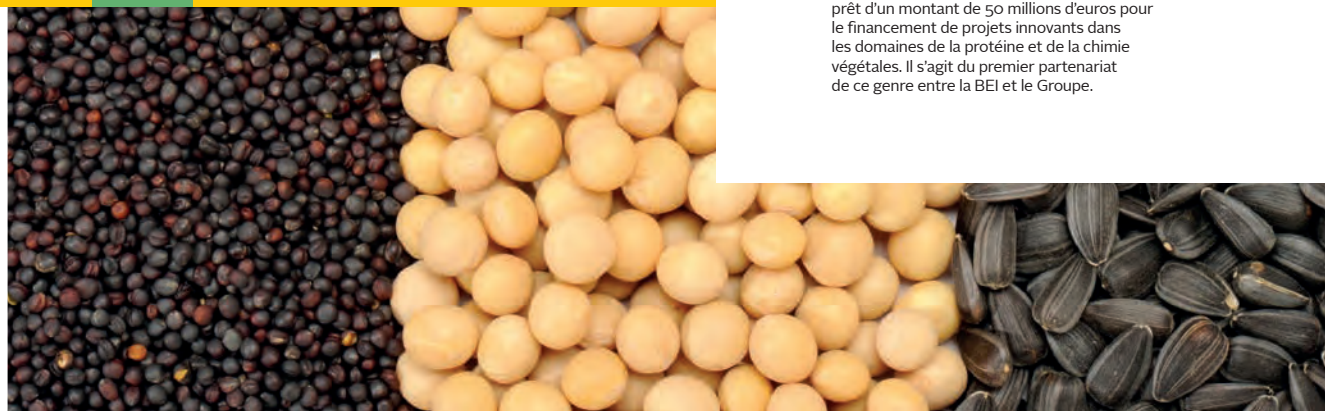 prêt d'un montant de 50 millions d'euros pour
le financement de projets innovants dans
les domaines de la protéine et de la chimie
végétales. Il s'agit du premier partenariat
de ce genre entre la BEI et le Groupe.